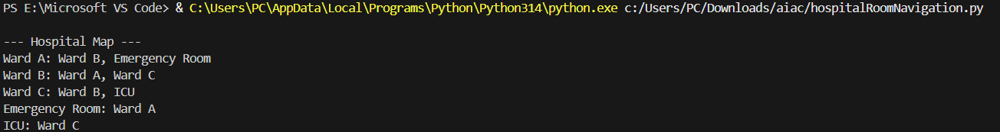 PS E:\Microsoft VS Code> & C:\Users\PC\AppData\Local\Programs\Python\Python314\python.exe c:/Users/PC/Downloads/aiac/hospitalRoomNavigation.py
--- Hospital Map ---
Ward A: Ward B, Emergency Room
Ward B: Ward A, Ward C
Ward C: Ward B, ICU
Emergency Room: Ward A
ICU: Ward C